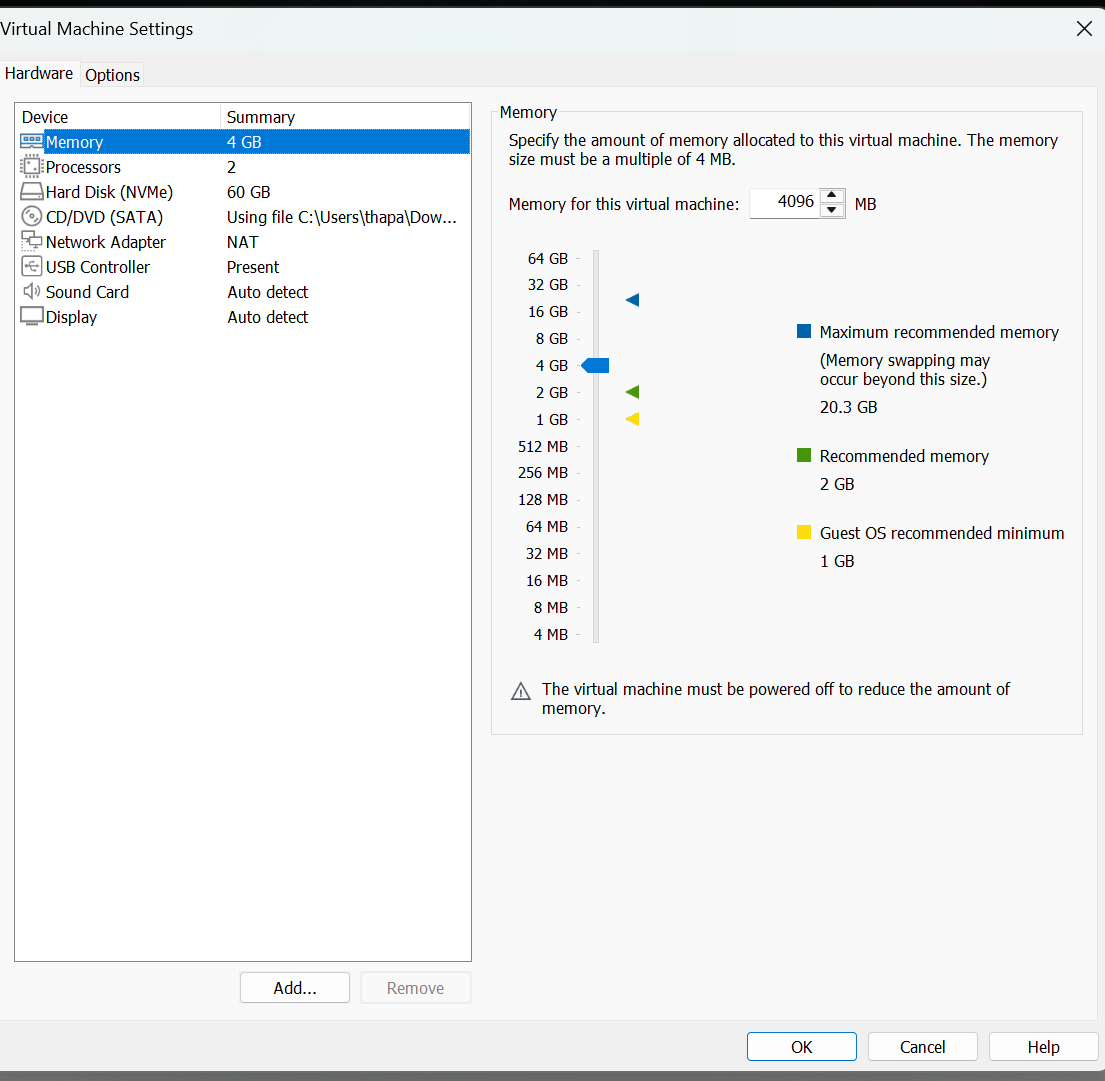 Virtual Machine Settings
Hardware Options
Device Summary
Memory 4 GB
Processors 2
Hard Disk (NVMe) 60 GB
CD/DVD (SATA) Using file C:\Users\thapa\Dow...
Network Adapter NAT
USB Controller Present
Sound Card Auto detect
Display Auto detect
Add... Remove
Memory
Specify the amount of memory allocated to this virtual machine. The memory
size must be a multiple of 4 MB.
Memory for this virtual machine: 4096 MB
64 GB
32 GB
16 GB
8 GB
4 GB
2 GB
1 GB
512 MB
256 MB
128 MB
64 MB
32 MB
16 MB
8 MB
4 MB
Maximum recommended memory
(Memory swapping may
occur beyond this size.)
20.3 GB
Recommended memory
2 GB
Guest OS recommended minimum
1 GB
The virtual machine must be powered off to reduce the amount of
memory.
OK Cancel Help